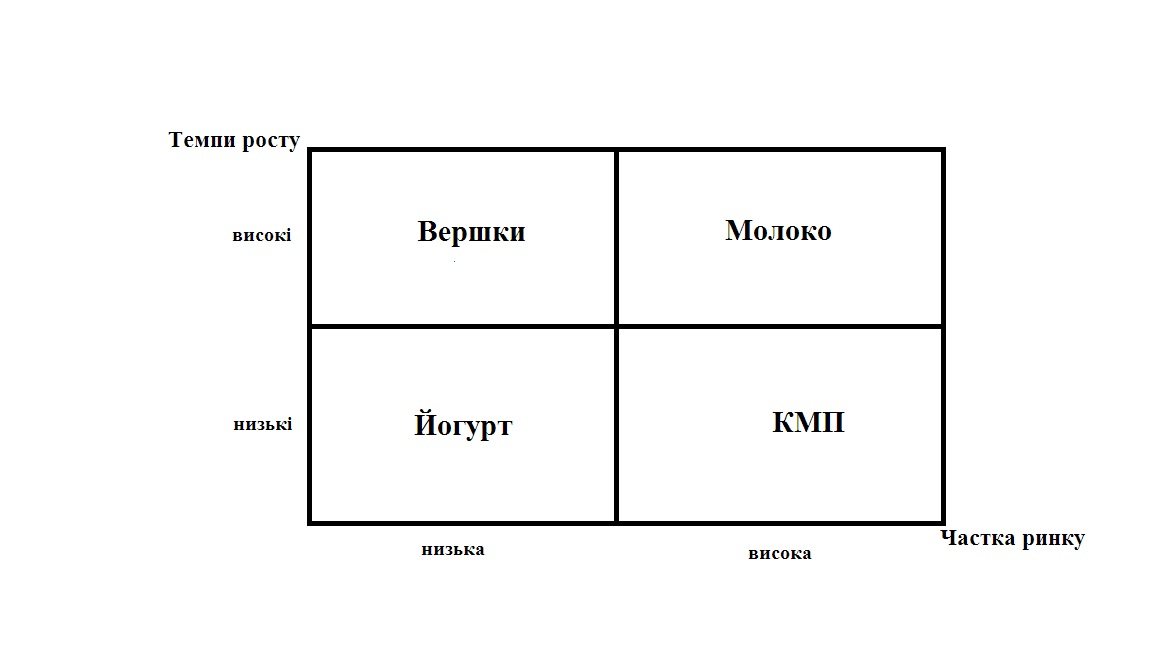 Темпи росту
високі
Вершки
Молоко
низькі
Йогурт
КМП
низька
висока
Частка ринку